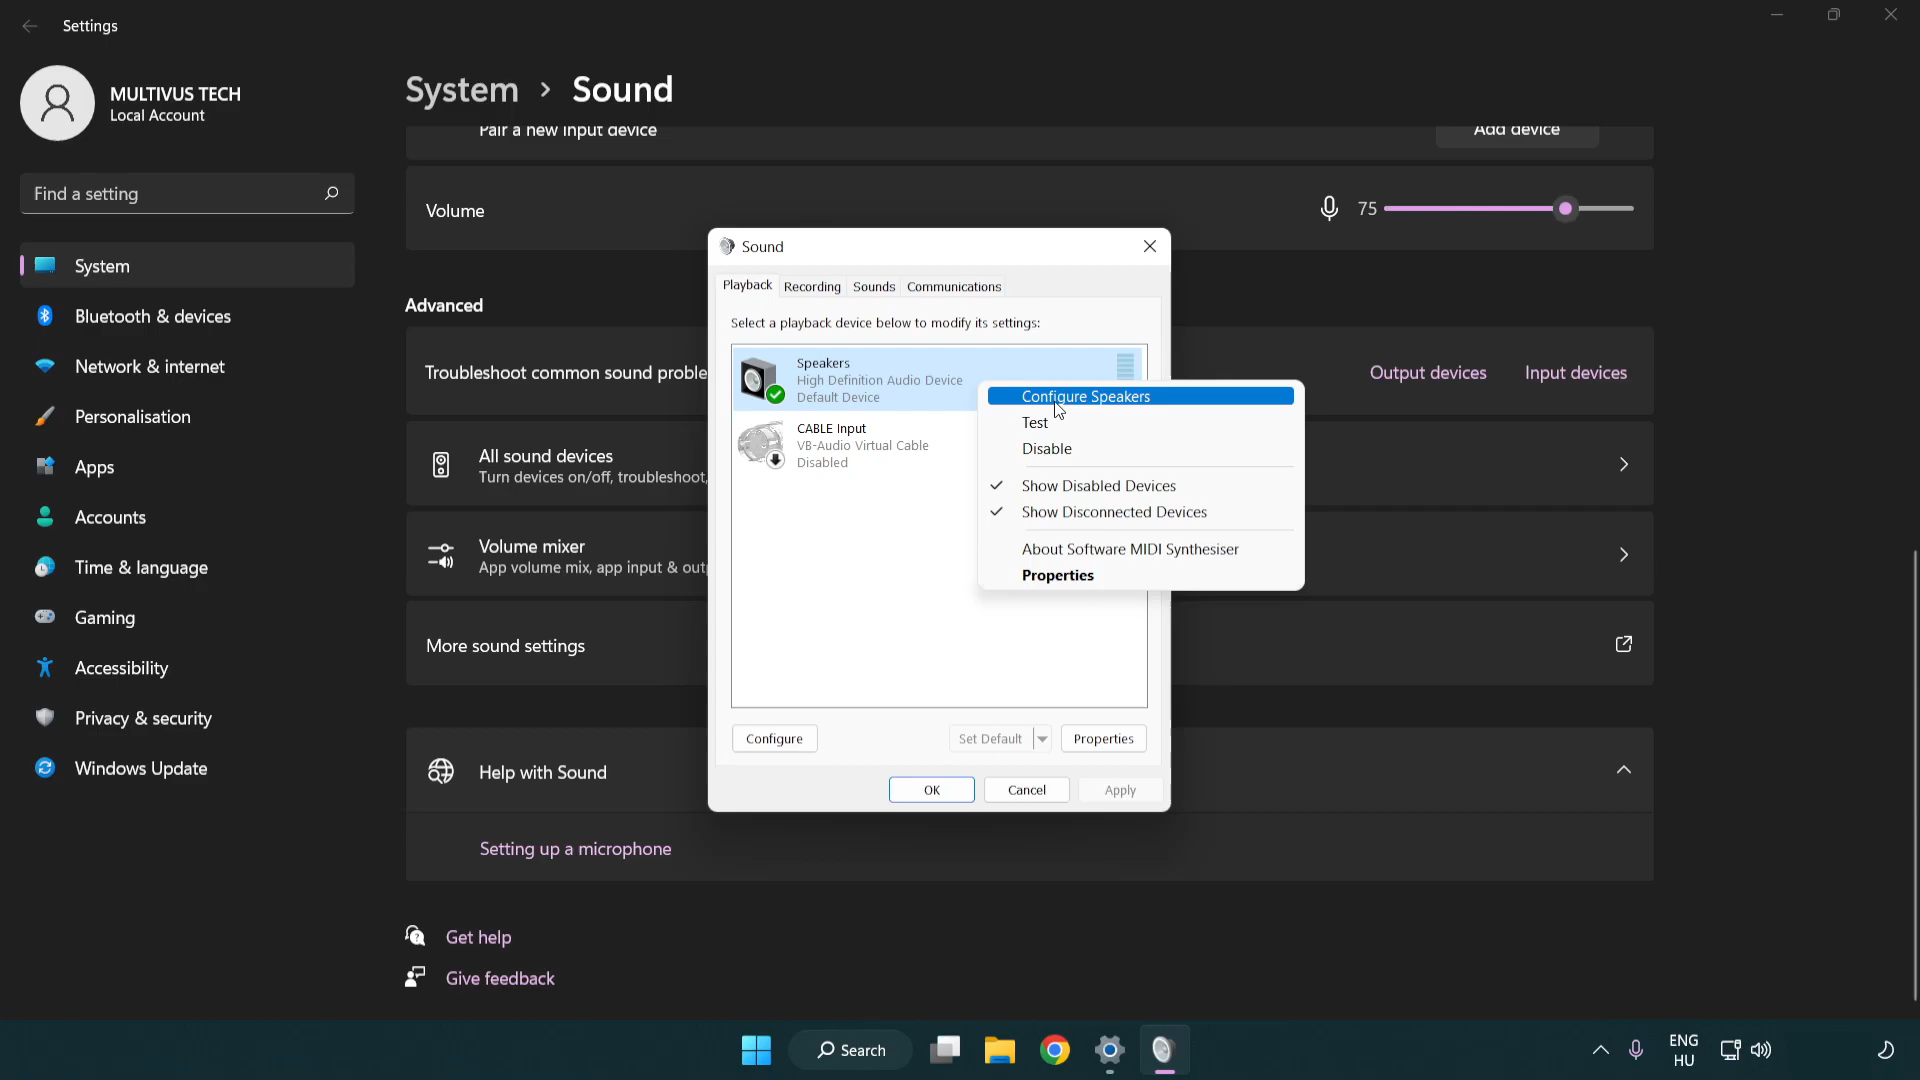 Settings
MULTIVUS TECH
Local Account
Find a setting
System
Bluetooth & devices
Network & internet
Personalisation
Apps
Accounts
Time & language
Gaming
Accessibility
Privacy & security
Windows Update
System > Sound
Pair a new input device
Add device
Volume
75
Advanced
Troubleshoot common sound proble
Output devices
Input devices
All sound devices
Turn devices on/off, troubleshoot,
Volume mixer
App volume mix, app input & out
More sound settings
Help with Sound
Setting up a microphone
Get help
Give feedback
Sound
Playback Recording Sounds Communications
Select a playback device below to modify its settings:
Speakers
High Definition Audio Device
Default Device
CABLE Input
VB-Audio Virtual Cable
Disabled
Configure Speakers
Test
Disable
Show Disabled Devices
Show Disconnected Devices
About Software MIDI Synthesiser
Properties
Configure
Set Default
Properties
OK
Cancel
Apply
Search
ENG
HU